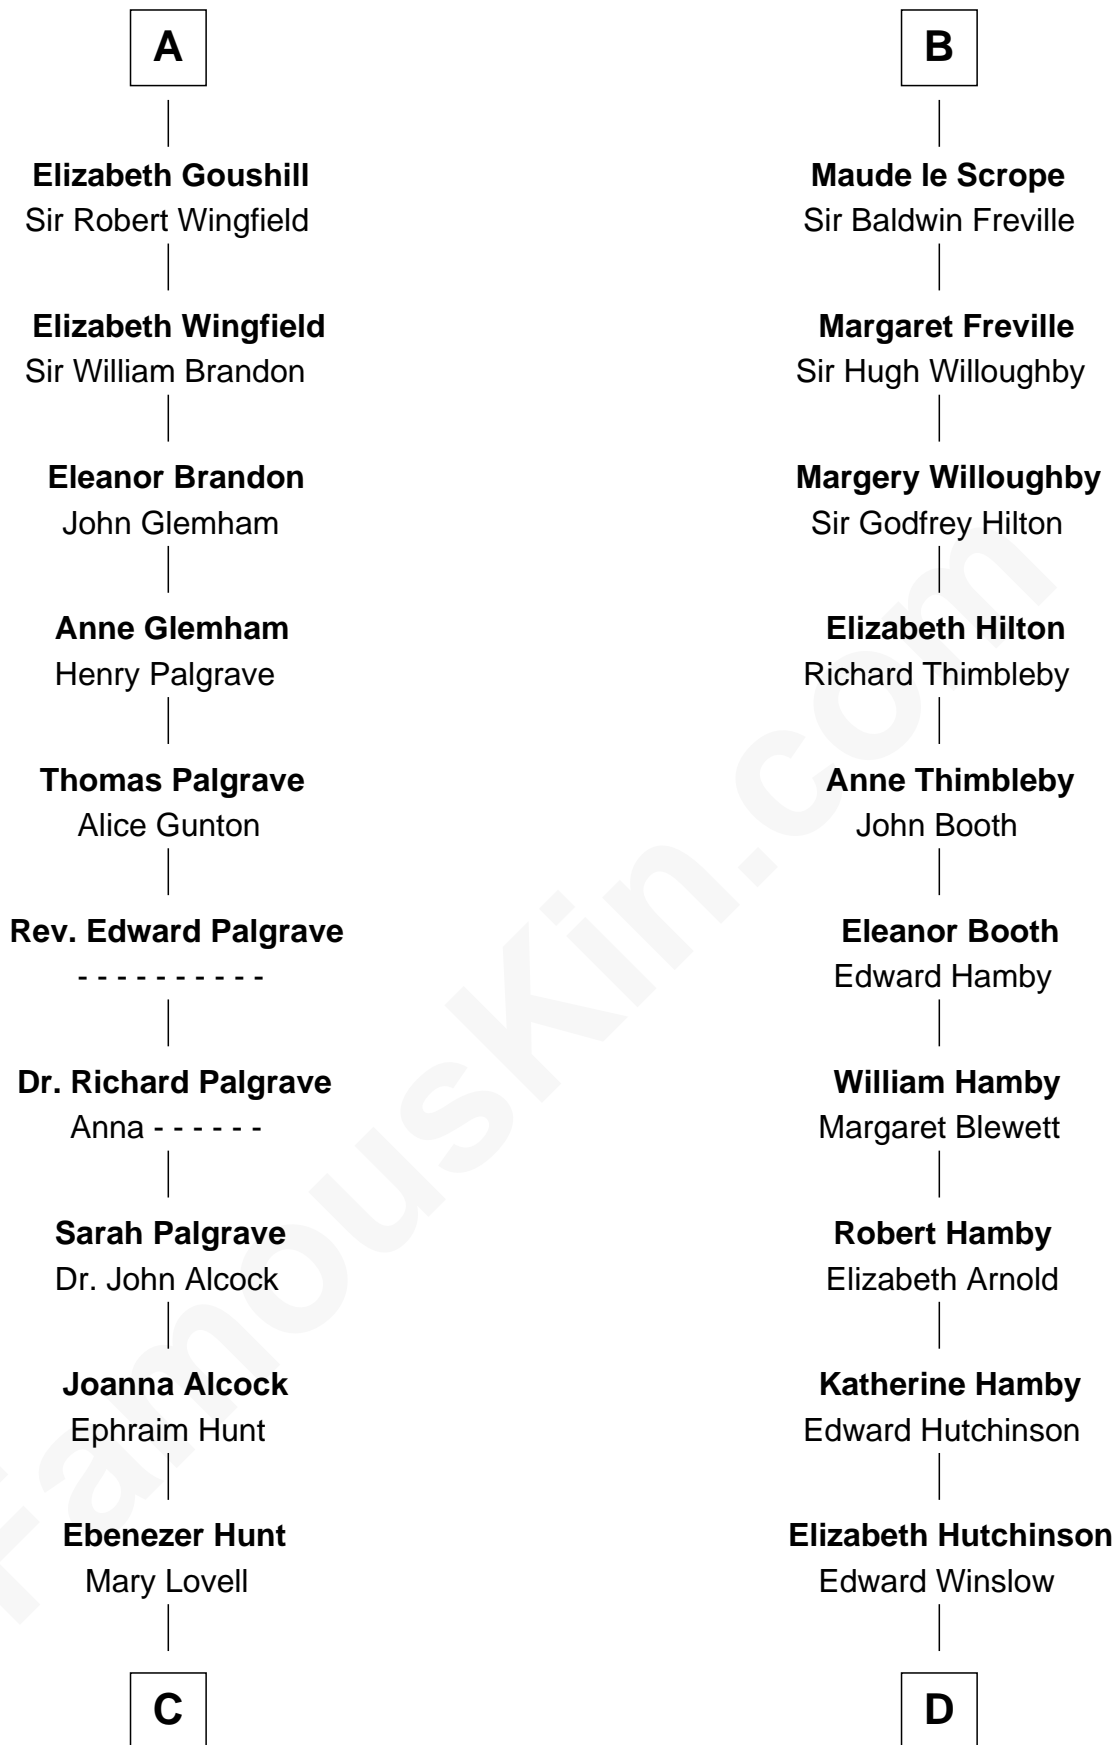 A
Elizabeth Goushill
Sir Robert Wingfield
Elizabeth Wingfield
Sir William Brandon
Eleanor Brandon
John Glemham
Anne Glemham
Henry Palgrave
Thomas Palgrave
Alice Gunton
Rev. Edward Palgrave
- - - - - - - - - -
Dr. Richard Palgrave
Anna - - - - - -
Sarah Palgrave
Dr. John Alcock
Joanna Alcock
Ephraim Hunt
Ebenezer Hunt
Mary Lovell
C
B
Maude le Scrope
Sir Baldwin Freville
Margaret Freville
Sir Hugh Willoughby
Margery Willoughby
Sir Godfrey Hilton
Elizabeth Hilton
Richard Thimbleby
Anne Thimbleby
John Booth
Eleanor Booth
Edward Hamby
William Hamby
Margaret Blewett
Robert Hamby
Elizabeth Arnold
Katherine Hamby
Edward Hutchinson
Elizabeth Hutchinson
Edward Winslow
D
FamousKin.com